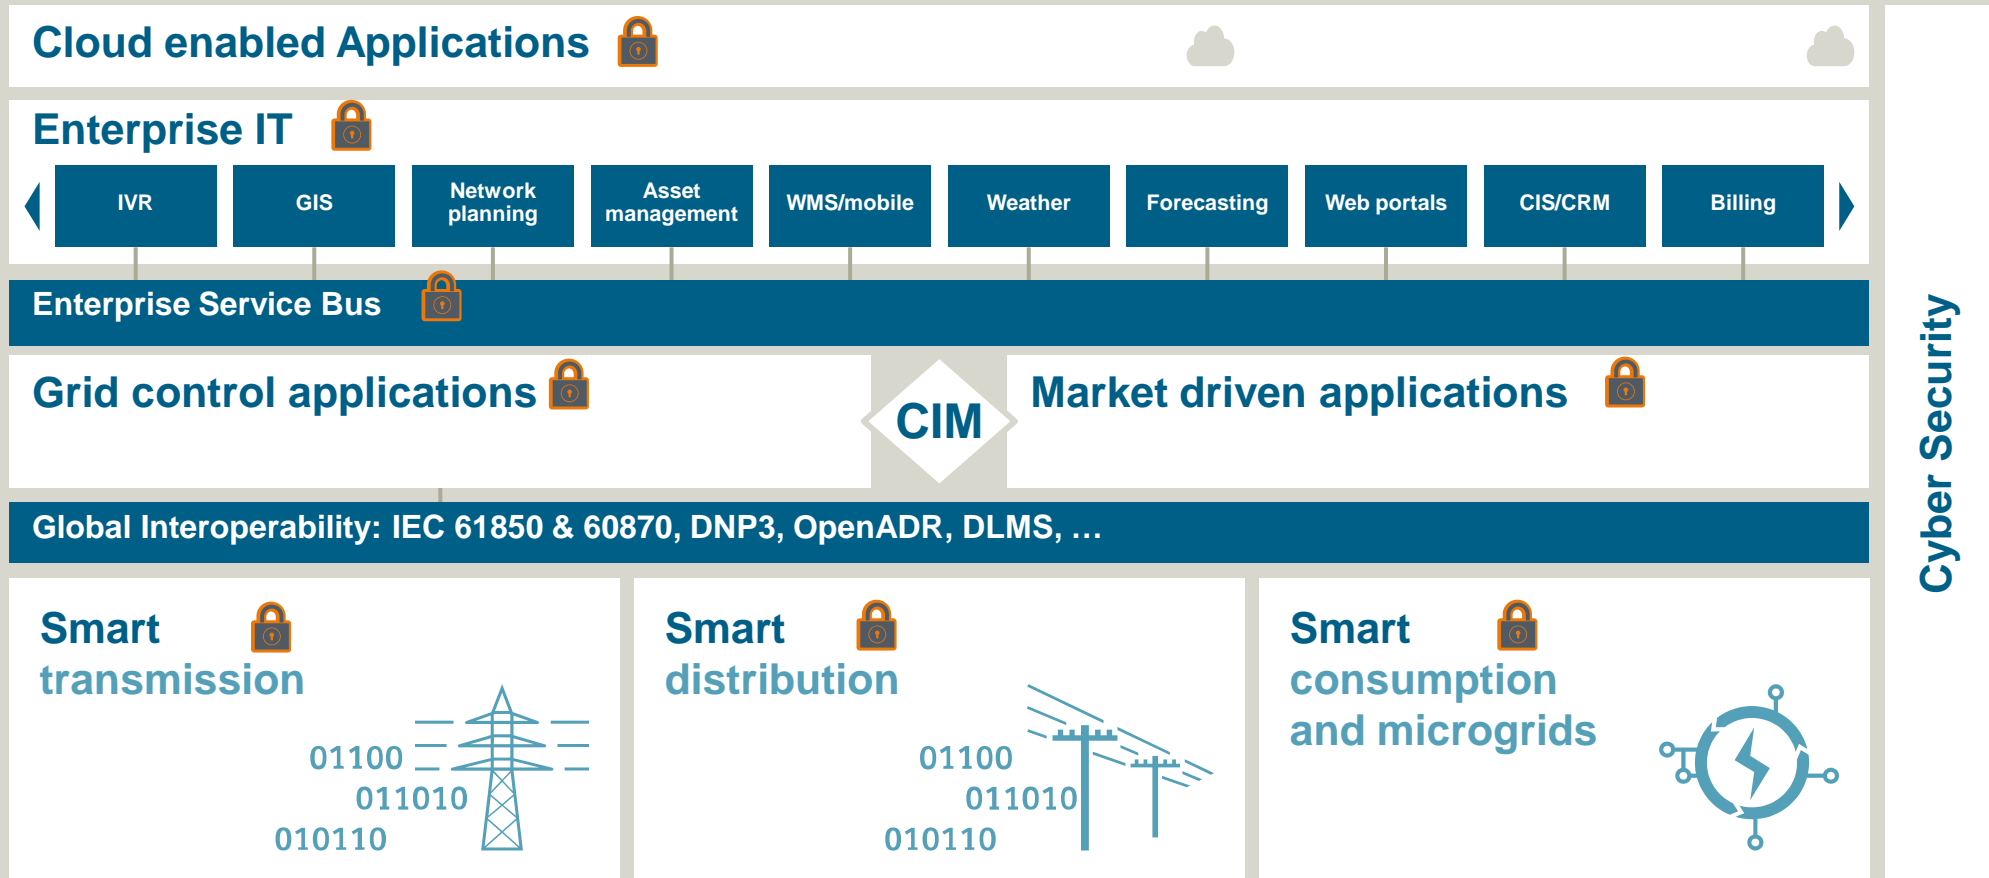 Cloud enabled Applications
Enterprise IT
IVR
GIS
Network
planning
Asset
management
WMS/mobile
Weather
Forecasting
Web portals
CIS/CRM
Billing
Enterprise Service Bus
Grid control applications
CIM
Market driven applications
Global Interoperability: IEC 61850 & 60870, DNP3, OpenADR, DLMS, …
Smart
transmission
01100
011010
010110
Smart
distribution
01100
011010
010110
Smart
consumption
and microgrids
Cyber Security